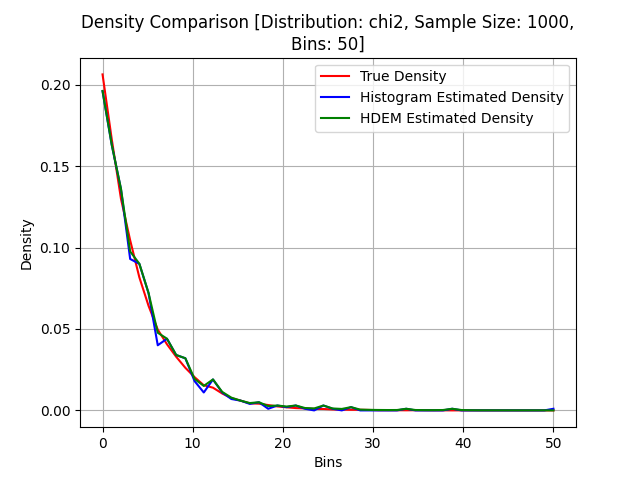 Density Comparison [Distribution: chi2, Sample Size: 1000,
Bins: 50]
True Density
Histogram Estimated Density
HDEM Estimated Density
Density
0.20
0.15
0.10
0.05
0.00
0 10 20 30 40 50
Bins